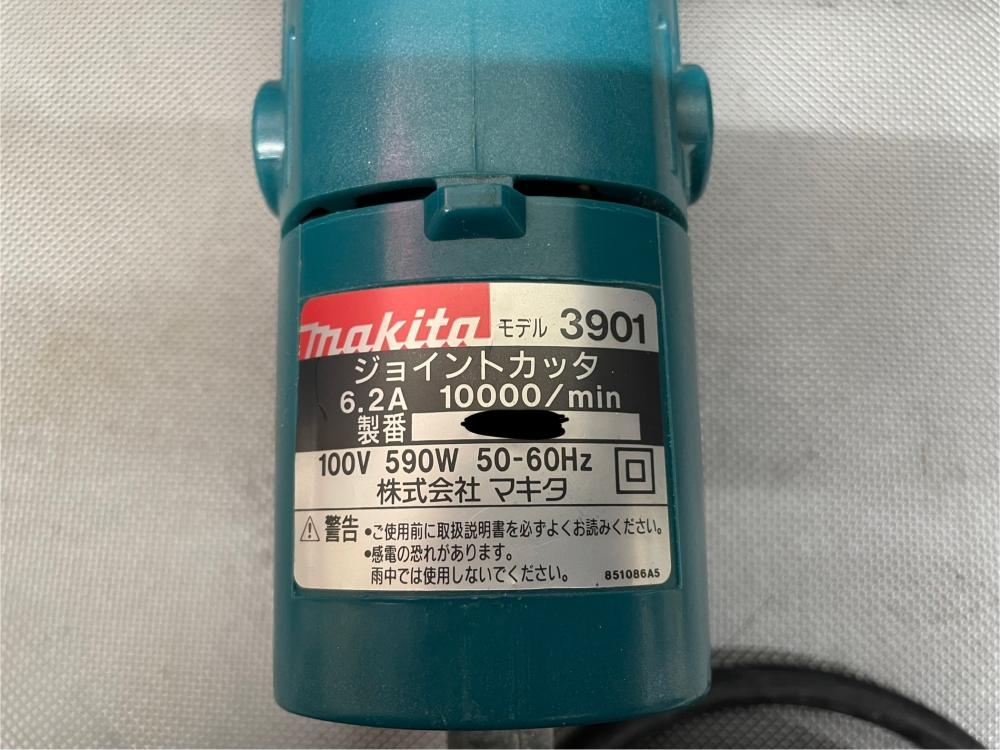 makita モデル 3901
ジョイントカッタ
6.2A 10000/min
製番
100V 590W 50-60Hz
株式会社 マキタ
警告 •ご使用前に取扱説明書を必ずよくお読みください。
•感電の恐れがあります。
雨中では使用しないでください。
851086A5